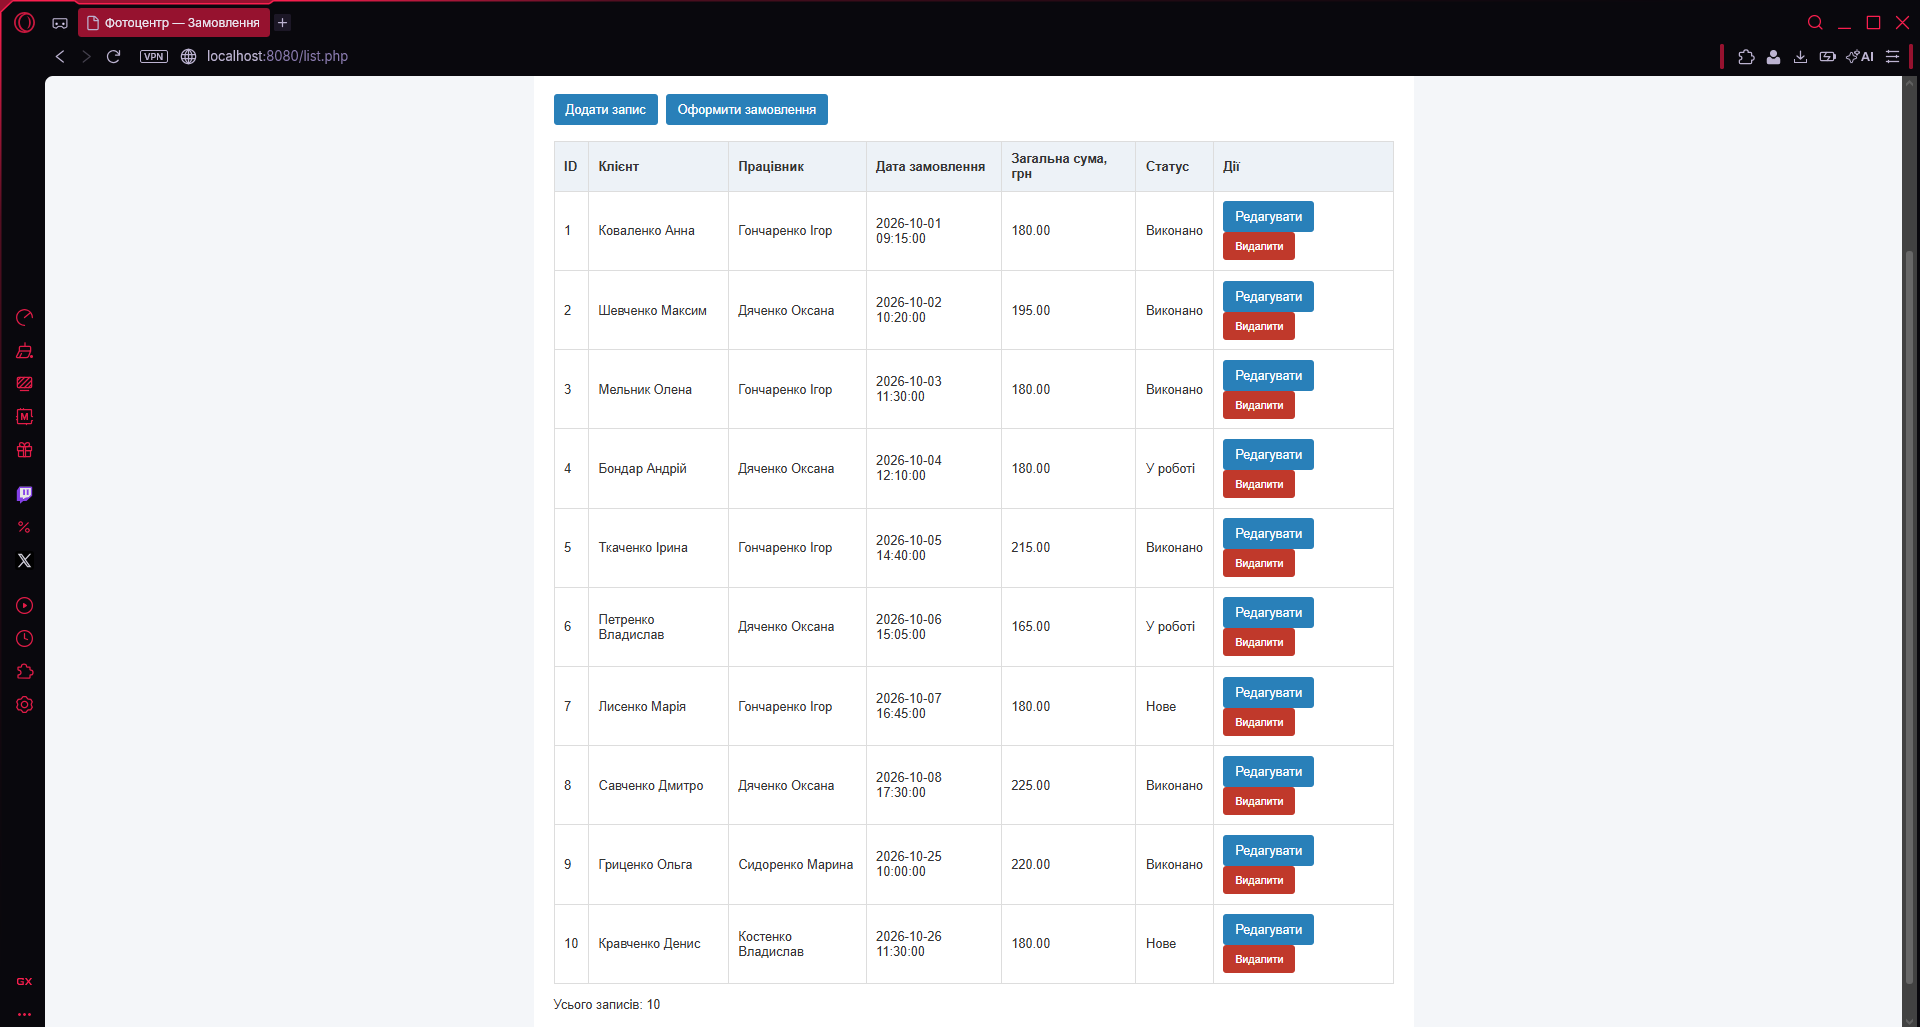 Фотоцентр — Замовлення
VPN
localhost:8080/list.php
AI
Додати запис
Оформити замовлення
ID Клієнт Працівник Дата замовлення Загальна сума, грн Статус Дії
1 Коваленко Анна Гончаренко Ігор 2026-10-01 09:15:00 180.00 Виконано Редагувати Видалити
2 Шевченко Максим Дяченко Оксана 2026-10-02 10:20:00 195.00 Виконано Редагувати Видалити
3 Мельник Олена Гончаренко Ігор 2026-10-03 11:30:00 180.00 Виконано Редагувати Видалити
4 Бондар Андрій Дяченко Оксана 2026-10-04 12:10:00 180.00 У роботі Редагувати Видалити
5 Ткаченко Ірина Гончаренко Ігор 2026-10-05 14:40:00 215.00 Виконано Редагувати Видалити
6 Петренко Владислав Дяченко Оксана 2026-10-06 15:05:00 165.00 У роботі Редагувати Видалити
7 Лисенко Марія Гончаренко Ігор 2026-10-07 16:45:00 180.00 Нове Редагувати Видалити
8 Савченко Дмитро Дяченко Оксана 2026-10-08 17:30:00 225.00 Виконано Редагувати Видалити
9 Гриценко Ольга Сидоренко Марина 2026-10-25 10:00:00 220.00 Виконано Редагувати Видалити
10 Кравченко Денис Костенко Владислав 2026-10-26 11:30:00 180.00 Нове Редагувати Видалити
Усього записів: 10
M
GX